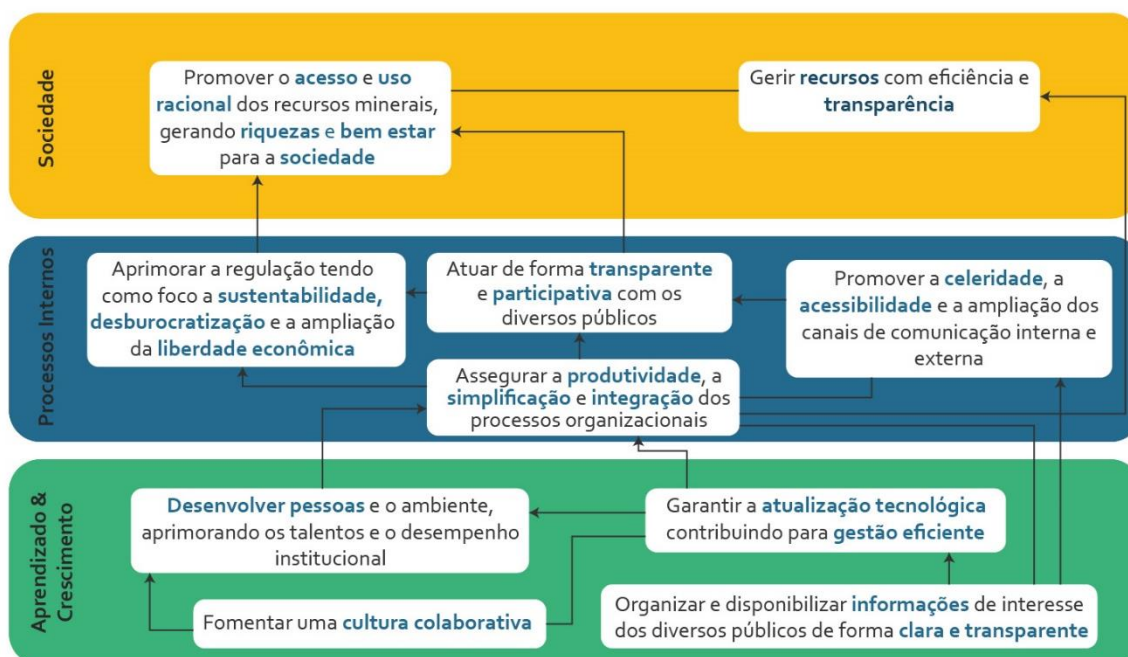 Sociedade
Promover o acesso e uso
racional dos recursos minerais,
gerando riquezas e bem estar
para a sociedade
Gerir recursos com eficiência e
transparência
Processos Internos
Aprimorar a regulação tendo
como foco a sustentabilidade,
desburocratização e a ampliação
da liberdade econômica
Atuar de forma transparente
e participativa com os
diversos públicos
Promover a celeridade, a
acessibilidade e a ampliação dos
canais de comunicação interna e
externa
Assegurar a produtividade, a
simplificação e integração dos
processos organizacionais
Aprendizado &
Crescimento
Desenvolver pessoas e o ambiente,
aprimorando os talentos e o desempenho
institucional
Garantir a atualização tecnológica
contribuindo para gestão eficiente
Fomentar uma cultura colaborativa
Organizar e disponibilizar informações de interesse
dos diversos públicos de forma clara e transparente